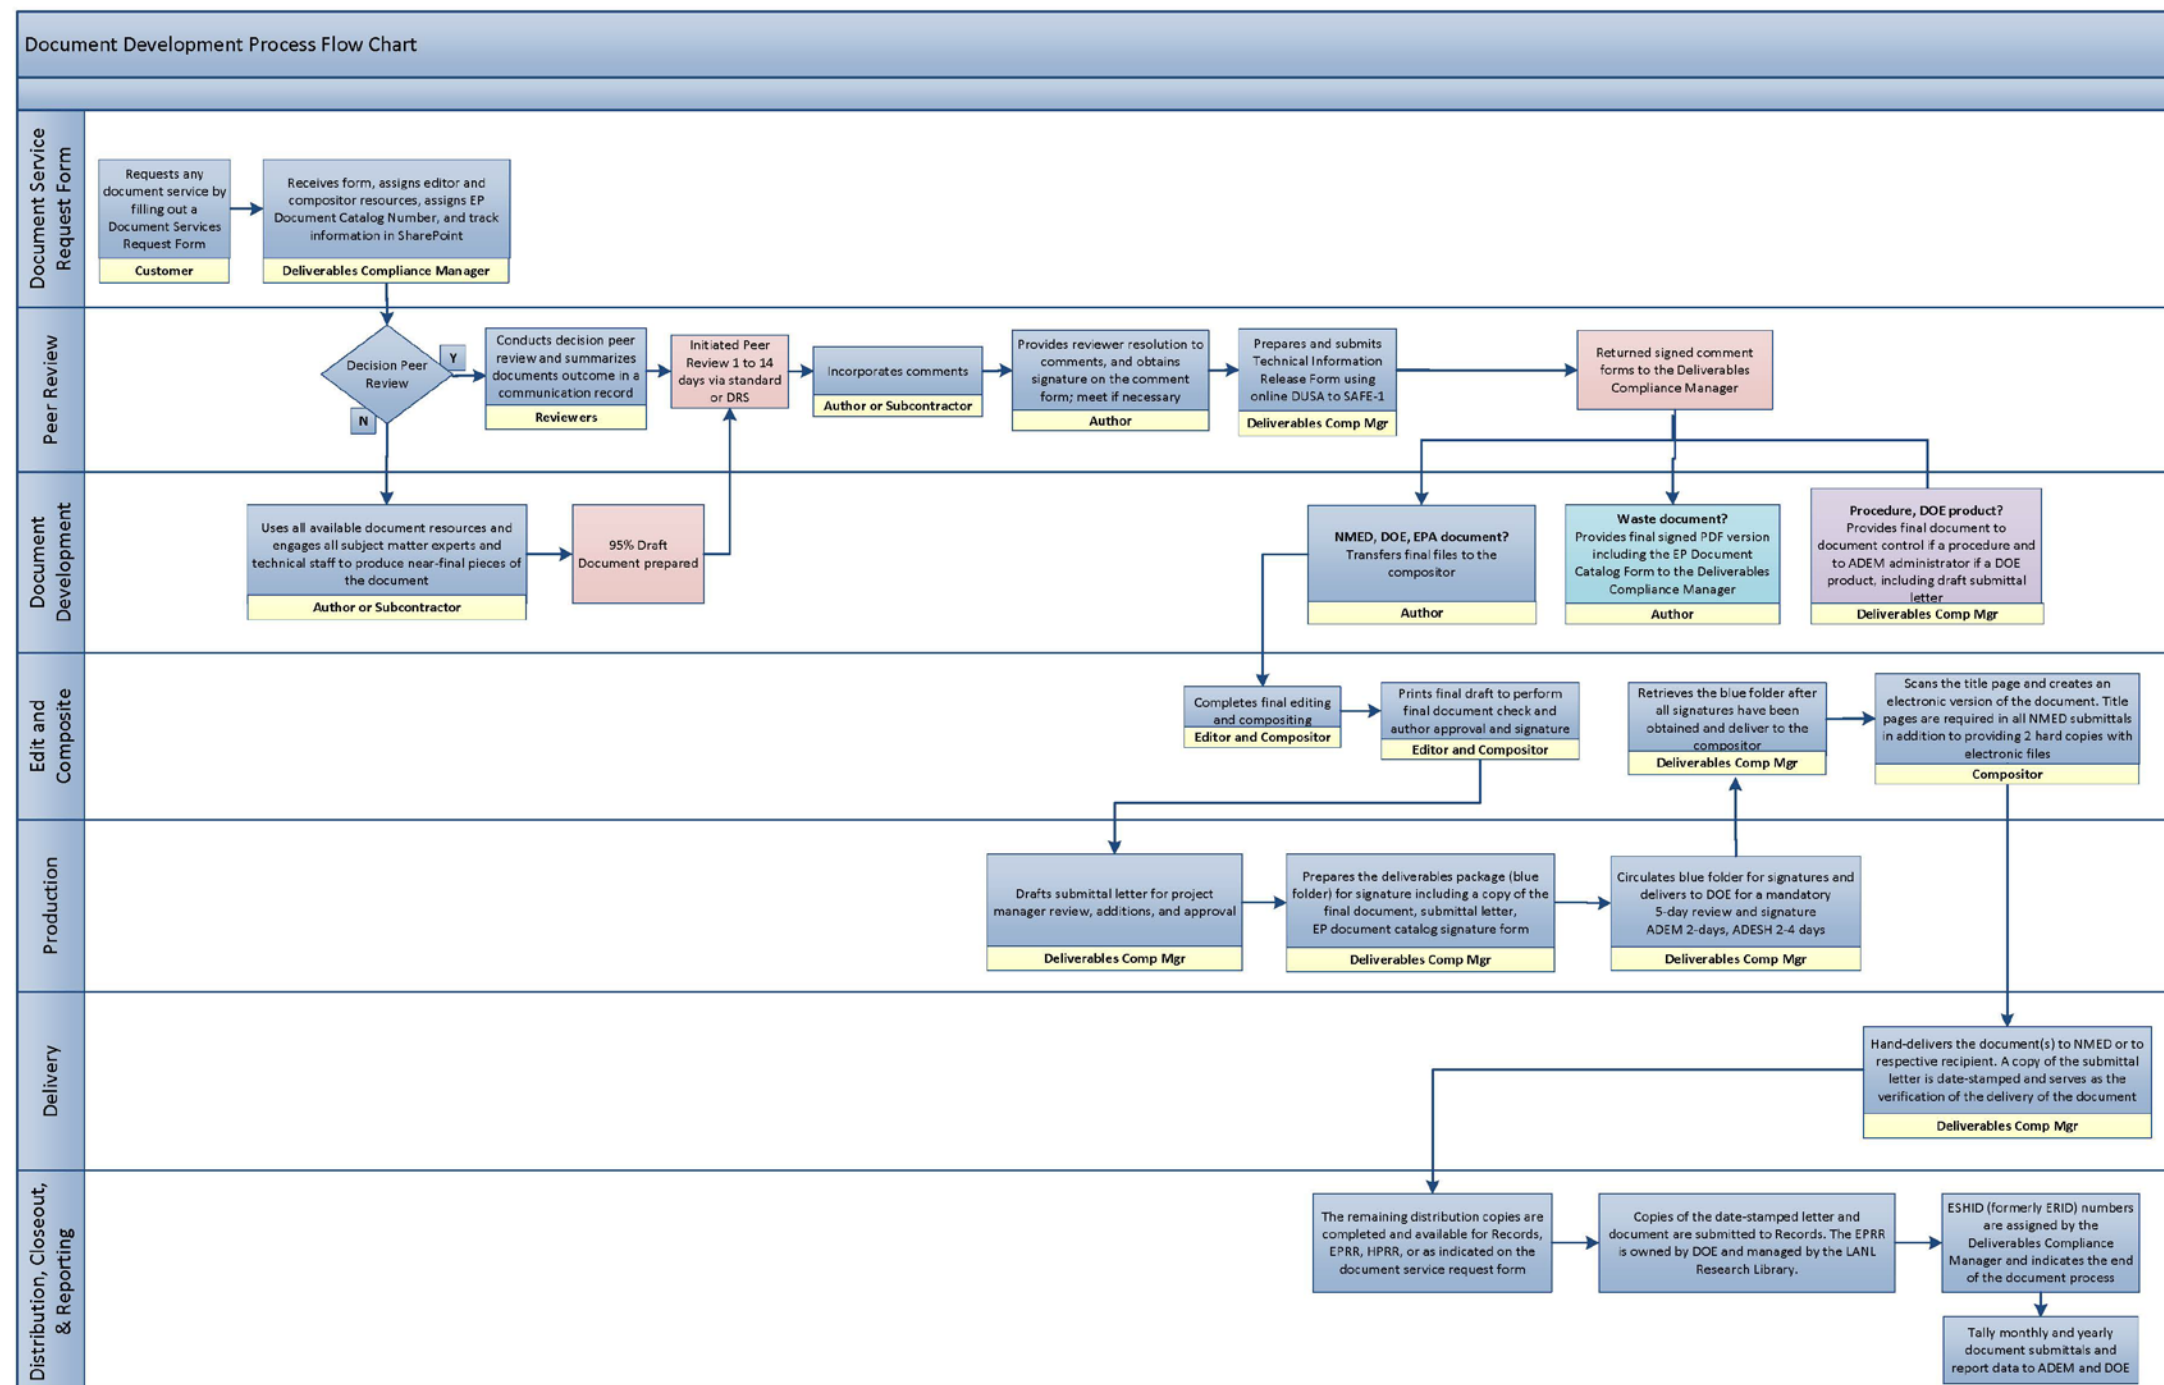 Document Development Process Flow Chart
Document Service
Request Form
Requests any
document service by
filling out a
Document Services
Request Form
Customer
Receives form, assigns editor and
compositor resources, assigns EP
Document Catalog Number, and track
information in SharePoint
Deliverables Compliance Manager
Peer Review
Decision Peer
Review
Y
N
Conducts decision peer
review and summarizes
documents outcome in a
communication record
Reviewers
Initiated Peer
Review 1 to 14
days via standard
or DRS
Incorporates comments
Author or Subcontractor
Provides reviewer resolution to
comments, and obtains
signature on the comment
form; meet if necessary
Author
Prepares and submits
Technical Information
Release Form using
online DUSA to SAFE-1
Deliverables Comp Mgr
Returned signed comment
forms to the Deliverables
Compliance Manager
Document
Development
Uses all available document resources and
engages all subject matter experts and
technical staff to produce near-final pieces of
the document
Author or Subcontractor
95% Draft
Document prepared
NMED, DOE, EPA document?
Transfers final files to the
compositor
Author
Waste document?
Provides final signed PDF version
including the EP Document
Catalog Form to the Deliverables
Compliance Manager
Author
Procedure, DOE product?
Provides final document to
document control if a procedure and
to ADEM administrator if a DOE
product, including draft submittal
letter
Deliverables Comp Mgr
Edit and
Composite
Completes final editing
and compositing
Editor and Compositor
Prints final draft to perform
final document check and
author approval and signature
Editor and Compositor
Retrieves the blue folder after
all signatures have been
obtained and deliver to the
compositor
Deliverables Comp Mgr
Scans the title page and creates an
electronic version of the document. Title
pages are required in all NMED submittals
in addition to providing 2 hard copies with
electronic files
Compositor
Production
Drafts submittal letter for project
manager review, additions, and approval
Deliverables Comp Mgr
Prepares the deliverables package (blue
folder) for signature including a copy of the
final document, submittal letter,
EP document catalog signature form
Deliverables Comp Mgr
Circulates blue folder for signatures and
delivers to DOE for a mandatory
5-day review and signature
ADEM 2-days, ADESH 2-4 days
Deliverables Comp Mgr
Delivery
Hand-delivers the document(s) to NMED or to
respective recipient. A copy of the submittal
letter is date-stamped and serves as the
verification of the delivery of the document
Deliverables Comp Mgr
Distribution, Closeout,
& Reporting
The remaining distribution copies are
completed and available for Records,
EPRR, HPRR, or as indicated on the
document service request form
Copies of the date-stamped letter and
document are submitted to Records. The EPRR
is owned by DOE and managed by the LANL
Research Library.
ESHID (formerly ERID) numbers
are assigned by the
Deliverables Compliance
Manager and indicates the end
of the document process
Tally monthly and yearly
document submittals and
report data to ADEM and DOE